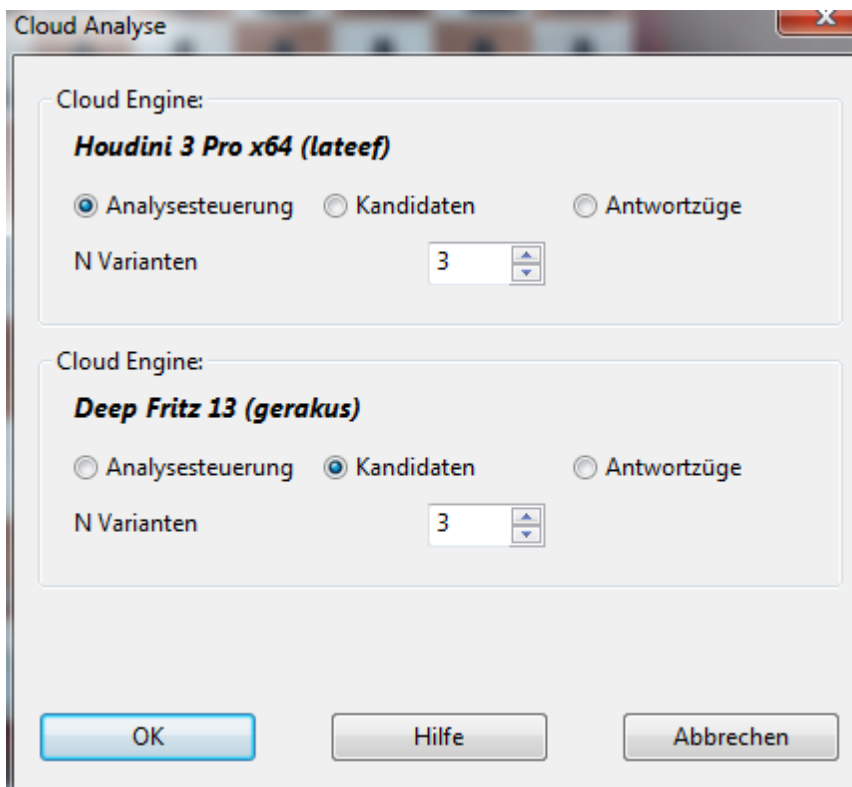 Cloud Analyse
Cloud Engine:
Houdini 3 Pro x64 (lateef)
Analysesteuerung Kandidaten Antwortzüge
N Varianten 3
Cloud Engine:
Deep Fritz 13 (gerakus)
Analysesteuerung Kandidaten Antwortzüge
N Varianten 3
OK Hilfe Abbrechen